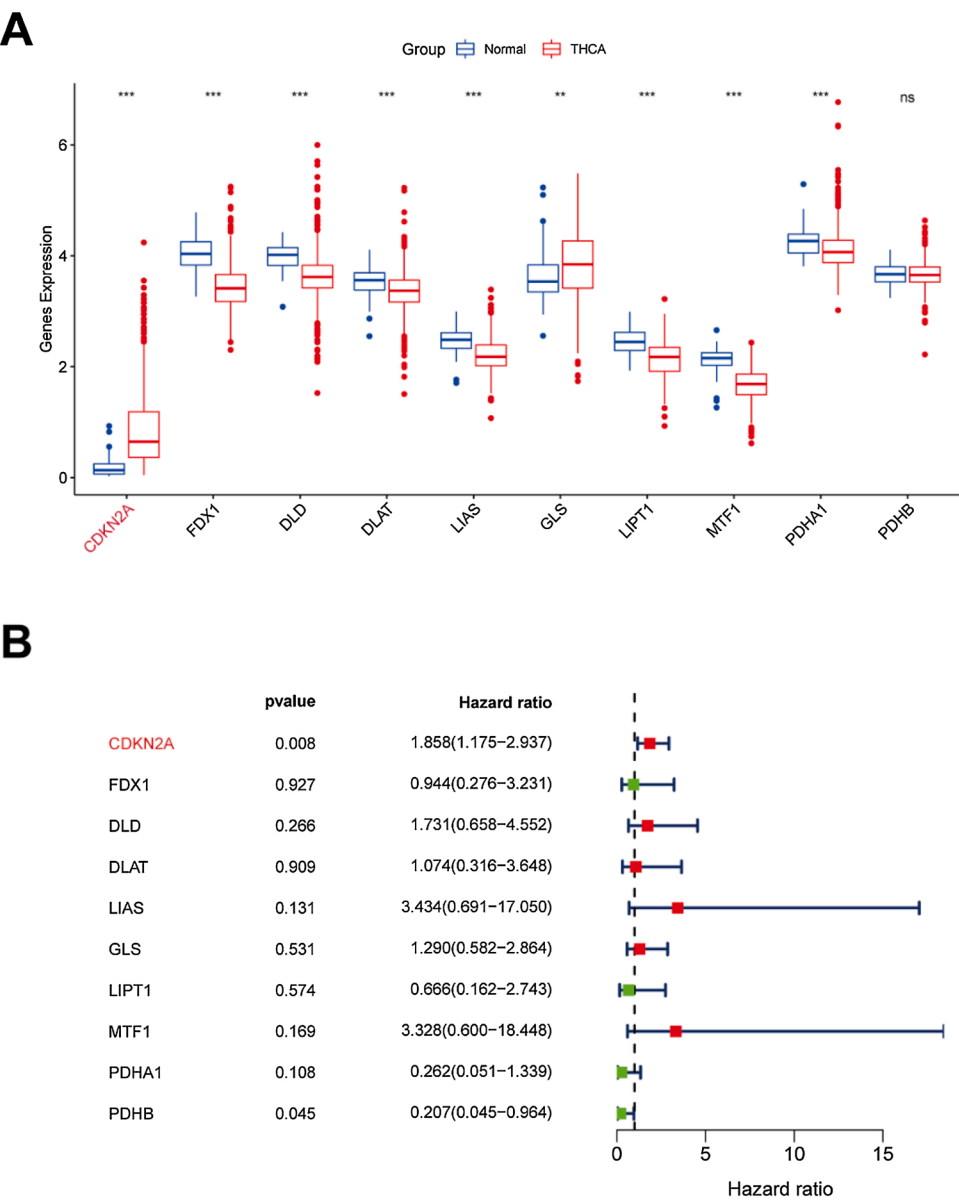 A
Group Normal THCA
*** *** *** *** *** ** *** *** *** ns
Genes Expression
6
4
2
0
CDKN2A FDX1 DLD DLAT LIAS GLS LIPT1 MTF1 PDHA1 PDHB
B
pvalue Hazard ratio
CDKN2A 0.008 1.858(1.175−2.937)
FDX1 0.927 0.944(0.276−3.231)
DLD 0.266 1.731(0.658−4.552)
DLAT 0.909 1.074(0.316−3.648)
LIAS 0.131 3.434(0.691−17.050)
GLS 0.531 1.290(0.582−2.864)
LIPT1 0.574 0.666(0.162−2.743)
MTF1 0.169 3.328(0.600−18.448)
PDHA1 0.108 0.262(0.051−1.339)
PDHB 0.045 0.207(0.045−0.964)
0 5 10 15
Hazard ratio